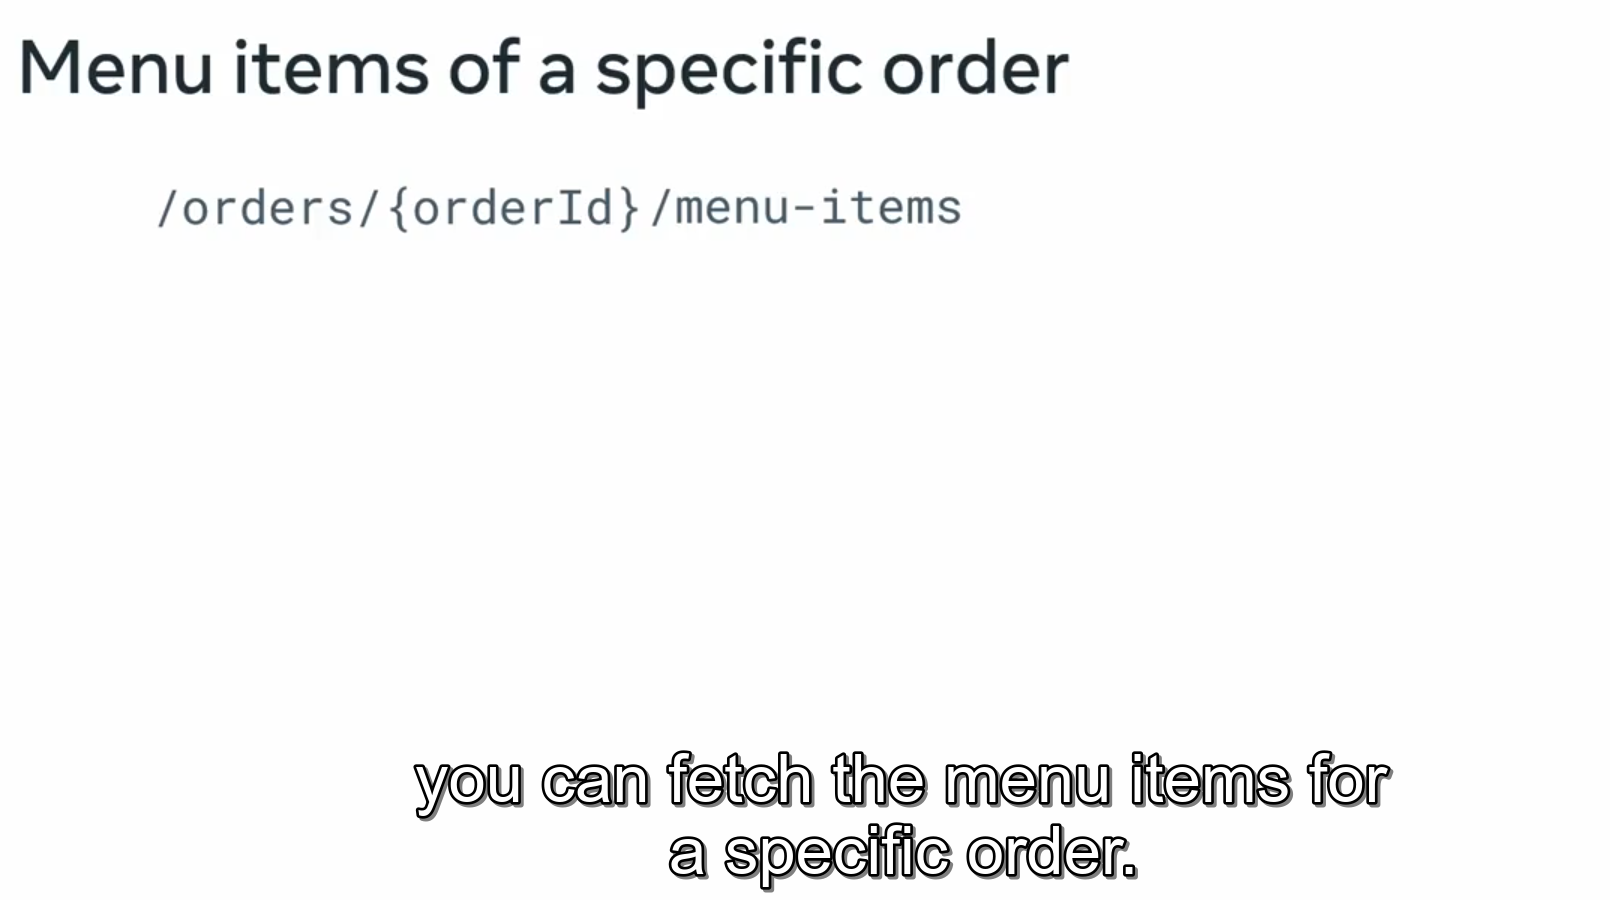 Menu items of a specific order
/orders/{orderId}/menu-items
you can fetch the menu items for
a specific order.